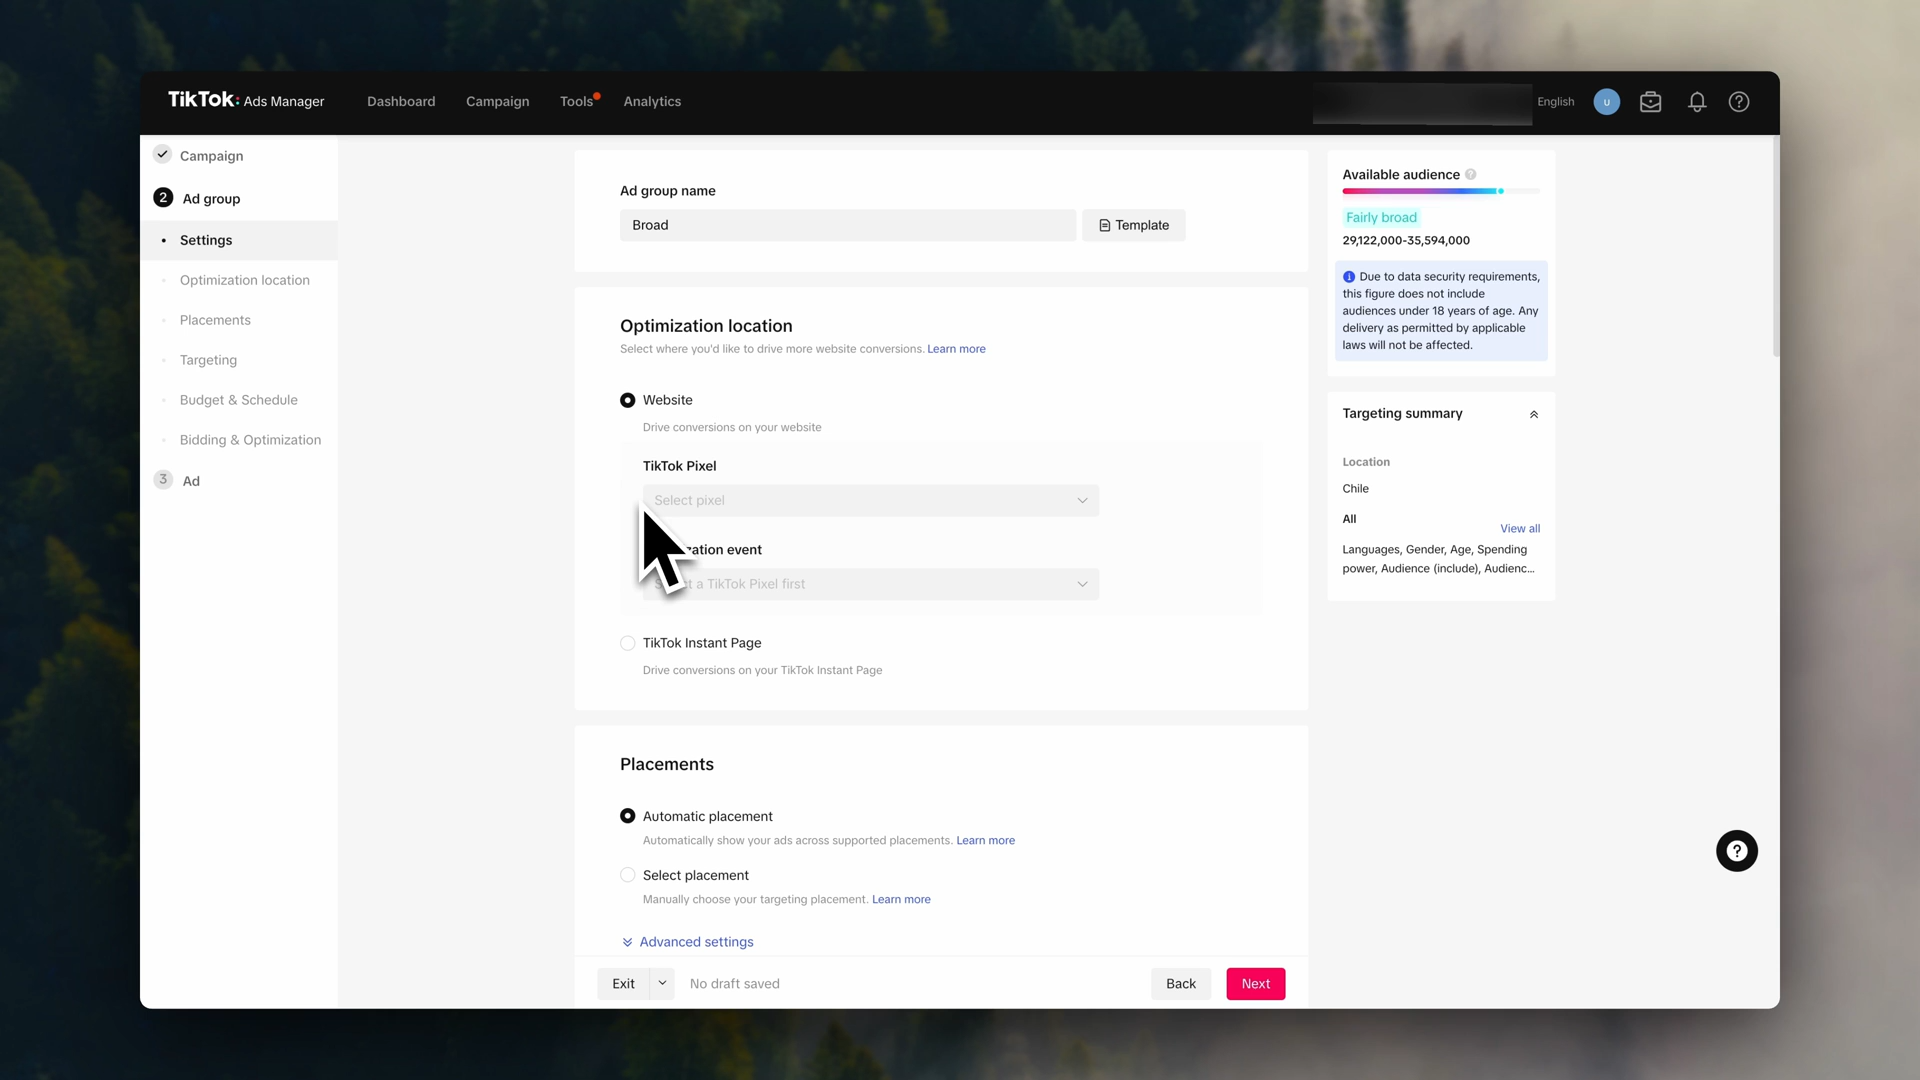 TikTok: Ads Manager
Dashboard
Campaign
Tools
Analytics
English
U
Campaign
2 Ad group
Settings
Optimization location
Placements
Targeting
Budget & Schedule
Bidding & Optimization
3 Ad
Ad group name
Broad
Template
Optimization location
Select where you'd like to drive more website conversions. Learn more
Website
Drive conversions on your website
TikTok Pixel
Select pixel
event
a TikTok Pixel first
TikTok Instant Page
Drive conversions on your TikTok Instant Page
Placements
Automatic placement
Automatically show your ads across supported placements. Learn more
Select placement
Manually choose your targeting placement. Learn more
Advanced settings
Exit
No draft saved
Back
Next
Available audience
Fairly broad
29,122,000-35,594,000
Due to data security requirements,
this figure does not include
audiences under 18 years of age. Any
delivery as permitted by applicable
laws will not be affected.
Targeting summary
Location
Chile
All
View all
Languages, Gender, Age, Spending
power, Audience (include), Audienc...